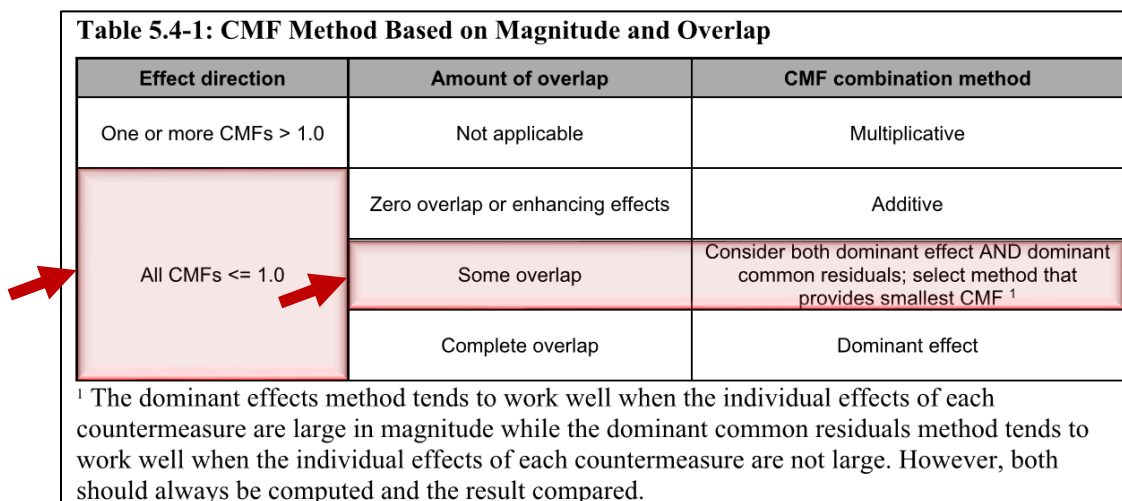 Table 5.4-1: CMF Method Based on Magnitude and Overlap
Effect direction Amount of overlap CMF combination method
One or more CMFs > 1.0 Not applicable Multiplicative
All CMFs <= 1.0
Zero overlap or enhancing effects Additive
Some overlap
Consider both dominant effect AND dominant
common residuals; select method that
provides smallest CMF ¹
Complete overlap Dominant effect
¹ The dominant effects method tends to work well when the individual effects of each
countermeasure are large in magnitude while the dominant common residuals method tends to
work well when the individual effects of each countermeasure are not large. However, both
should always be computed and the result compared.